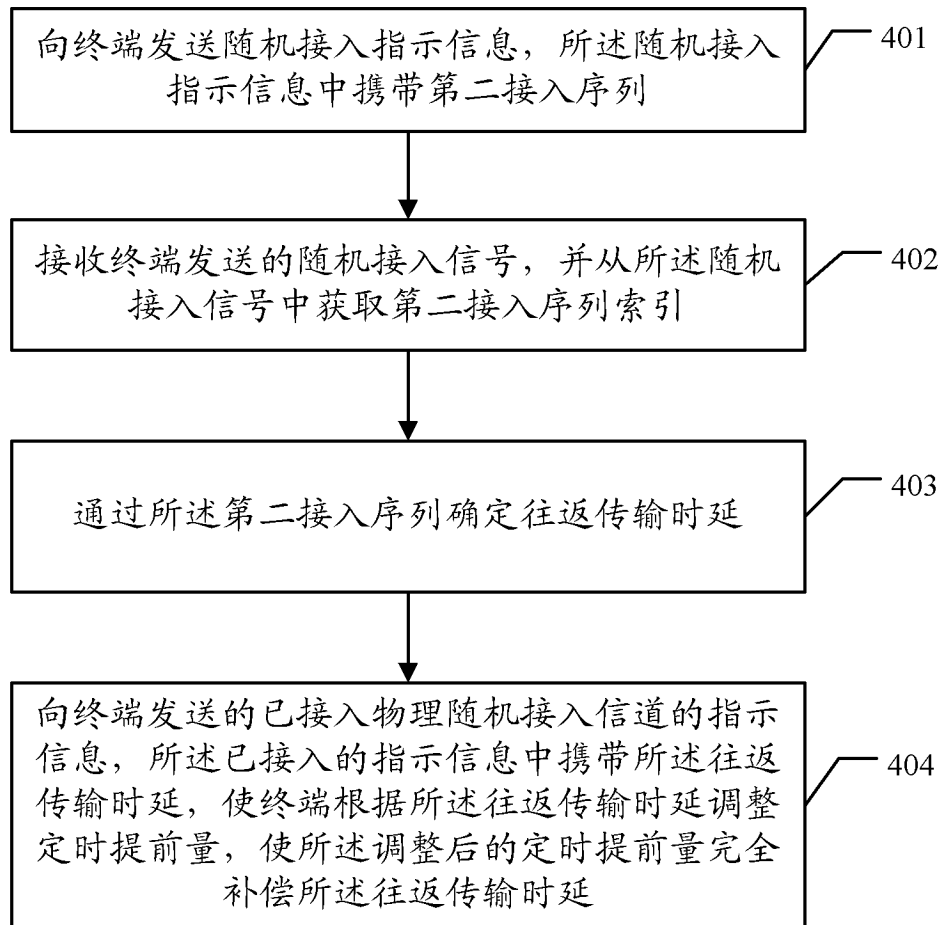 向终端发送随机接入指示信息，所述随机接入
指示信息中携带第二接入序列
401
接收终端发送的随机接入信号，并从所述随机
接入信号中获取第二接入序列索引
402
通过所述第二接入序列确定往返传输时延
403
向终端发送的已接入物理随机接入信道的指示
信息，所述已接入的指示信息中携带所述往返
传输时延，使终端根据所述往返传输时延调整
定时提前量，使所述调整后的定时提前量完全
补偿所述往返传输时延
404